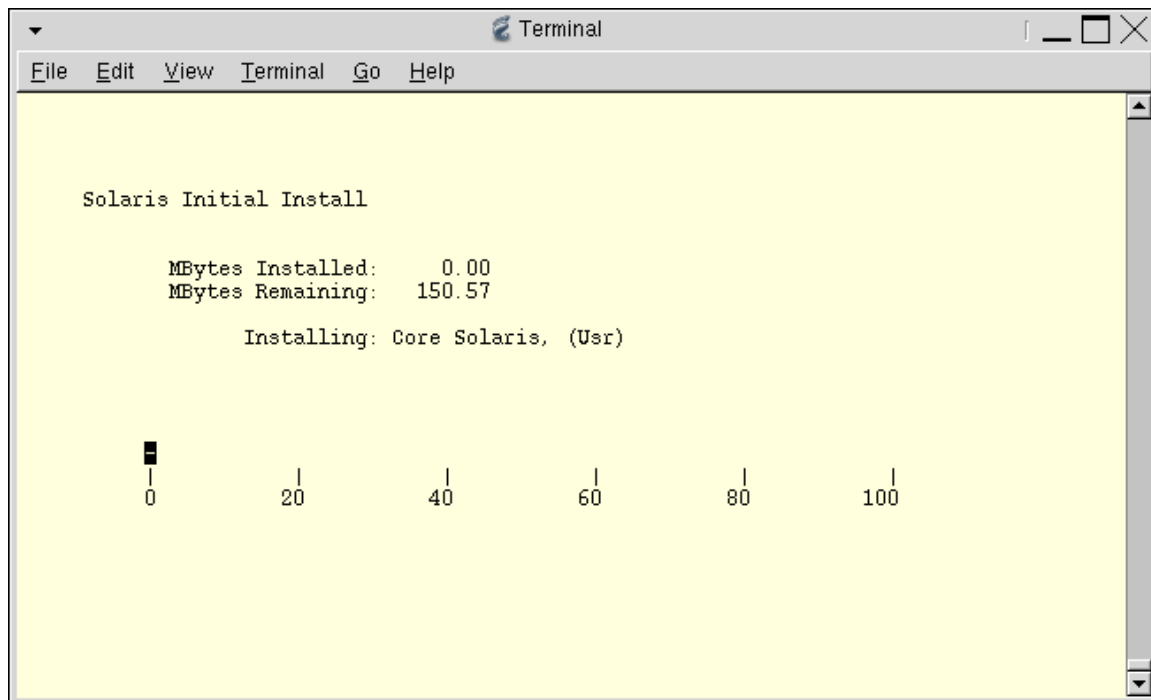 Terminal
File Edit View Terminal Go Help
Solaris Initial Install
MBytes Installed: 0.00
MBytes Remaining: 150.57
Installing: Core Solaris, (Usr)
0 20 40 60 80 100